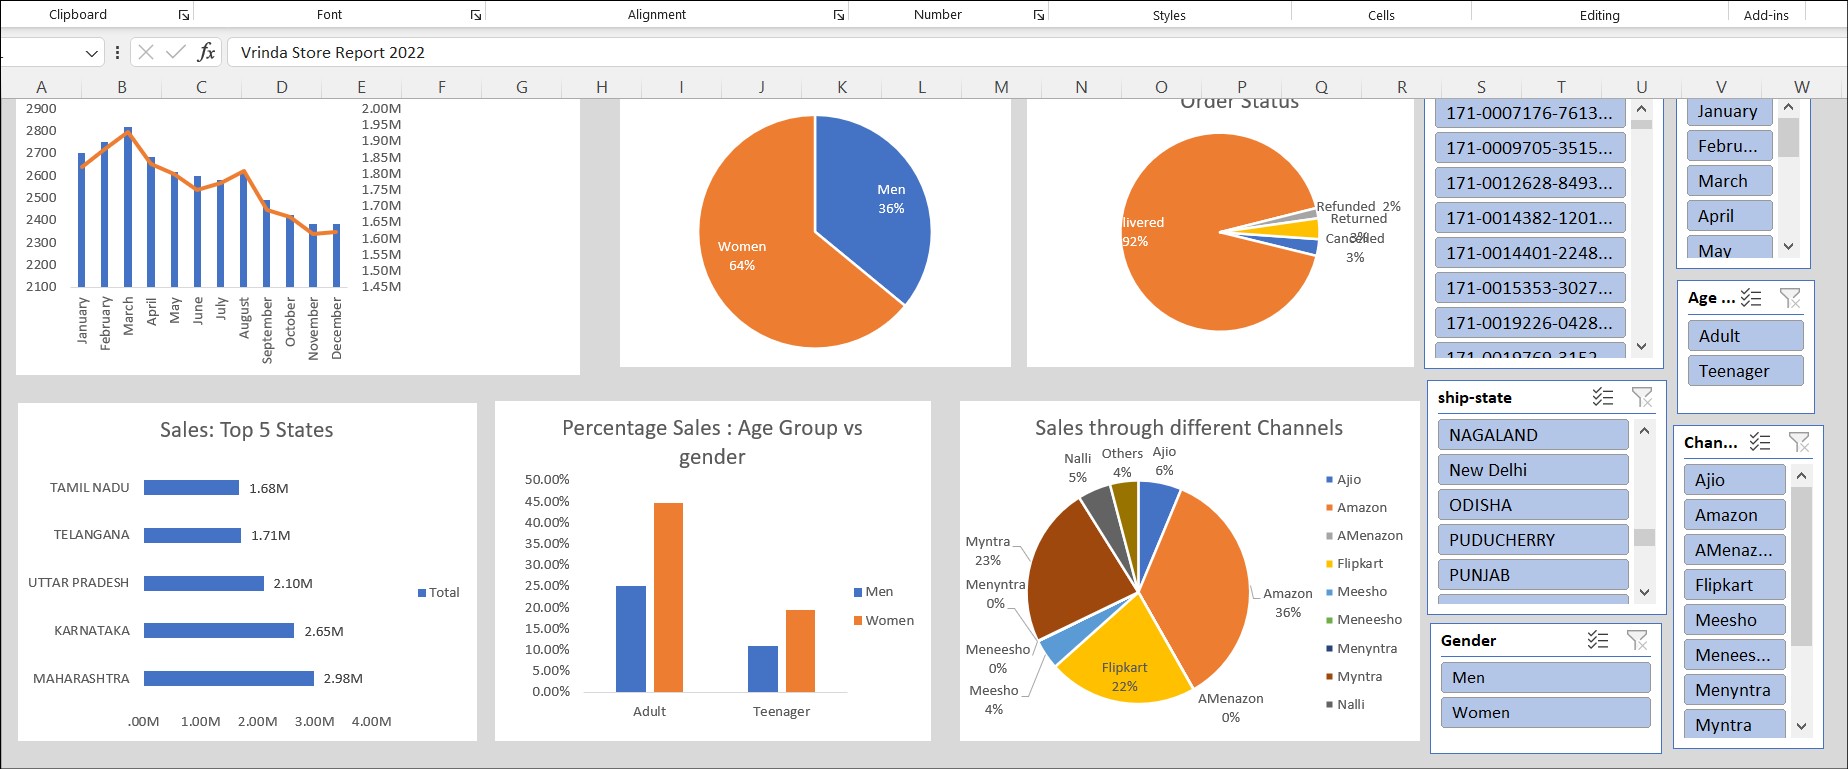 Clipboard
Font
Alignment
Number
Styles
Cells
Editing
Add-ins
fx
Vrinda Store Report 2022
A B C D E F G H I J K L M N O P Q R S T U V W
2900
2800
2700
2600
2500
2400
2300
2200
2100
2.00M
1.95M
1.90M
1.85M
1.80M
1.75M
1.70M
1.65M
1.60M
1.55M
1.50M
1.45M
January
February
March
April
May
June
July
August
September
October
November
December
Men
36%
Women
64%
Order Status
livered
92%
Refunded 2%
Returned
3%
Cancelled
3%
171-0007176-7613...
171-0009705-3515...
171-0012628-8493...
171-0014382-1201...
171-0014401-2248...
171-0015353-3027...
171-0019226-0428...
171-0019769-3152
January
Febru...
March
April
May
Age ...
Adult
Teenager
Sales: Top 5 States
TAMIL NADU
1.68M
TELANGANA
1.71M
UTTAR PRADESH
2.10M
KARNATAKA
2.65M
MAHARASHTRA
2.98M
Total
.00M 1.00M 2.00M 3.00M 4.00M
Percentage Sales : Age Group vs
gender
50.00%
45.00%
40.00%
35.00%
30.00%
25.00%
20.00%
15.00%
10.00%
5.00%
0.00%
Adult
Teenager
Men
Women
Sales through different Channels
Nalli
5%
Others
4%
Ajio
6%
Myntra
23%
Menyntra
0%
Meneesho
0%
Meesho
4%
Flipkart
22%
AMenazon
0%
Amazon
36%
Ajio
Amazon
AMenazon
Flipkart
Meesho
Meneesho
Menyntra
Myntra
Nalli
ship-state
NAGALAND
New Delhi
ODISHA
PUDUCHERRY
PUNJAB
Gender
Men
Women
Chan...
Ajio
Amazon
AMenaz...
Flipkart
Meesho
Menees...
Menyntra
Myntra